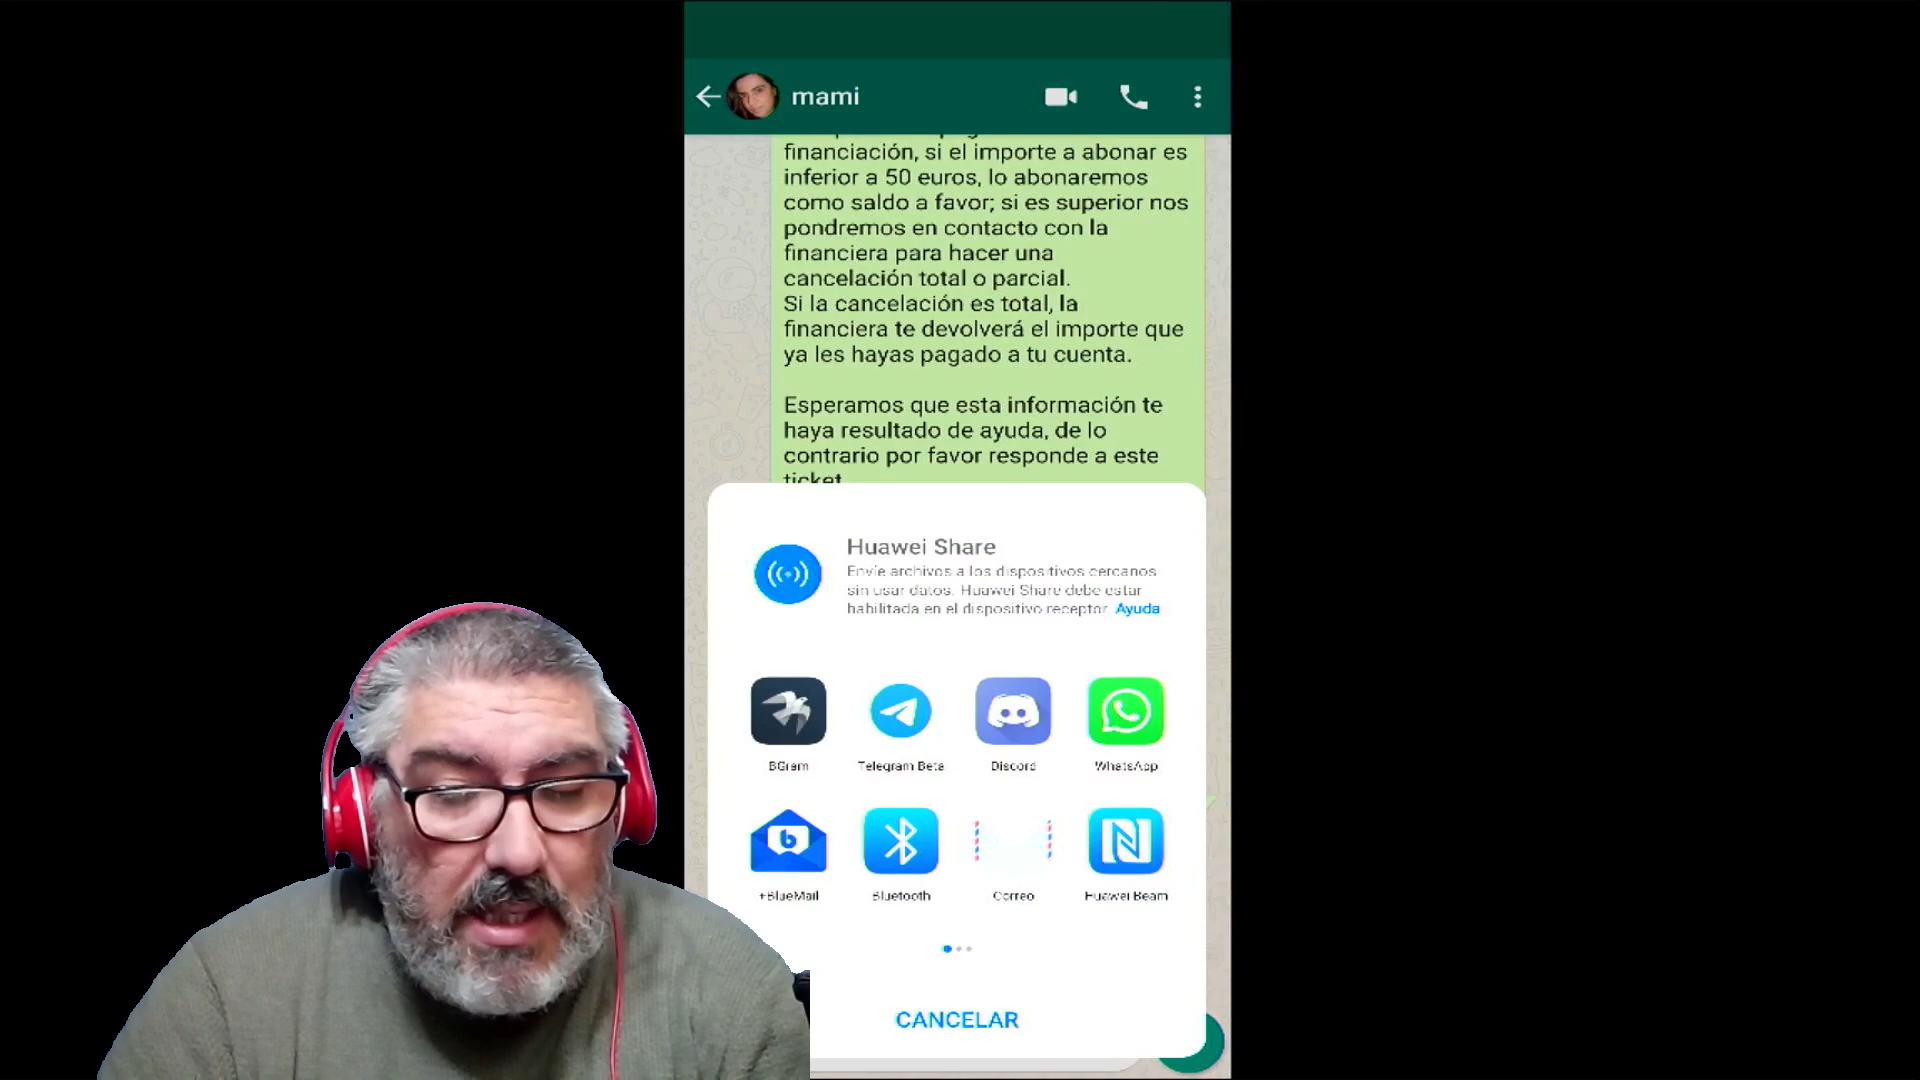 mami
financiación, si el importe a abonar es
inferior a 50 euros, lo abonaremos
como saldo a favor; si es superior nos
pondremos en contacto con la
financiera para hacer una
cancelación total o parcial.
Si la cancelación es total, la
financiera te devolverá el importe que
ya les hayas pagado a tu cuenta.
Esperamos que esta información te
haya resultado de ayuda, de lo
contrario por favor responde a este
ticket
Huawei Share
Envíe archivos a los dispositivos cercanos
sin usar datos. Huawei Share debe estar
habilitada en el dispositivo receptor. Ayuda
BGram Telegram Beta Discord WhatsApp
+BlueMail Bluetooth Correo Huawei Beam
CANCELAR